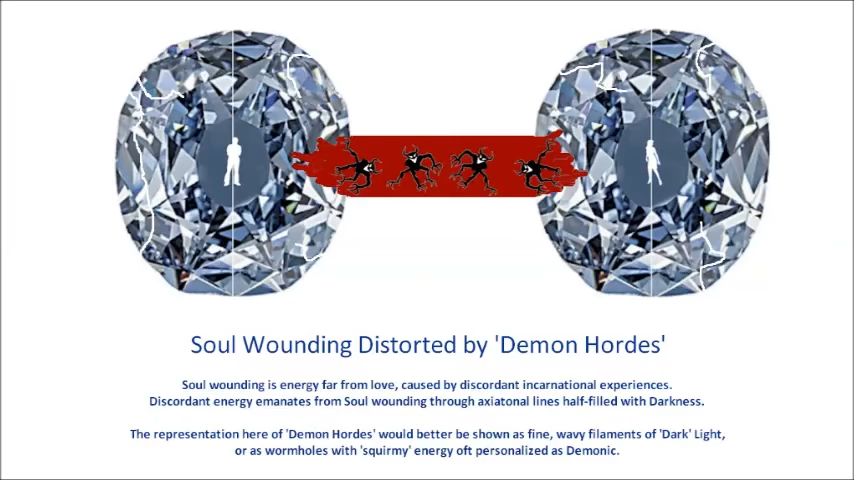 Soul Wounding Distorted by 'Demon Hordes'
Soul wounding is energy far from love, caused by discordant incarnational experiences.
Discordant energy emanates from Soul wounding through axiatonal lines half-filled with Darkness.
The representation here of 'Demon Hordes' would better be shown as fine, wavy filaments of 'Dark' Light,
or as wormholes with 'squirmy' energy oft personalized as Demonic.